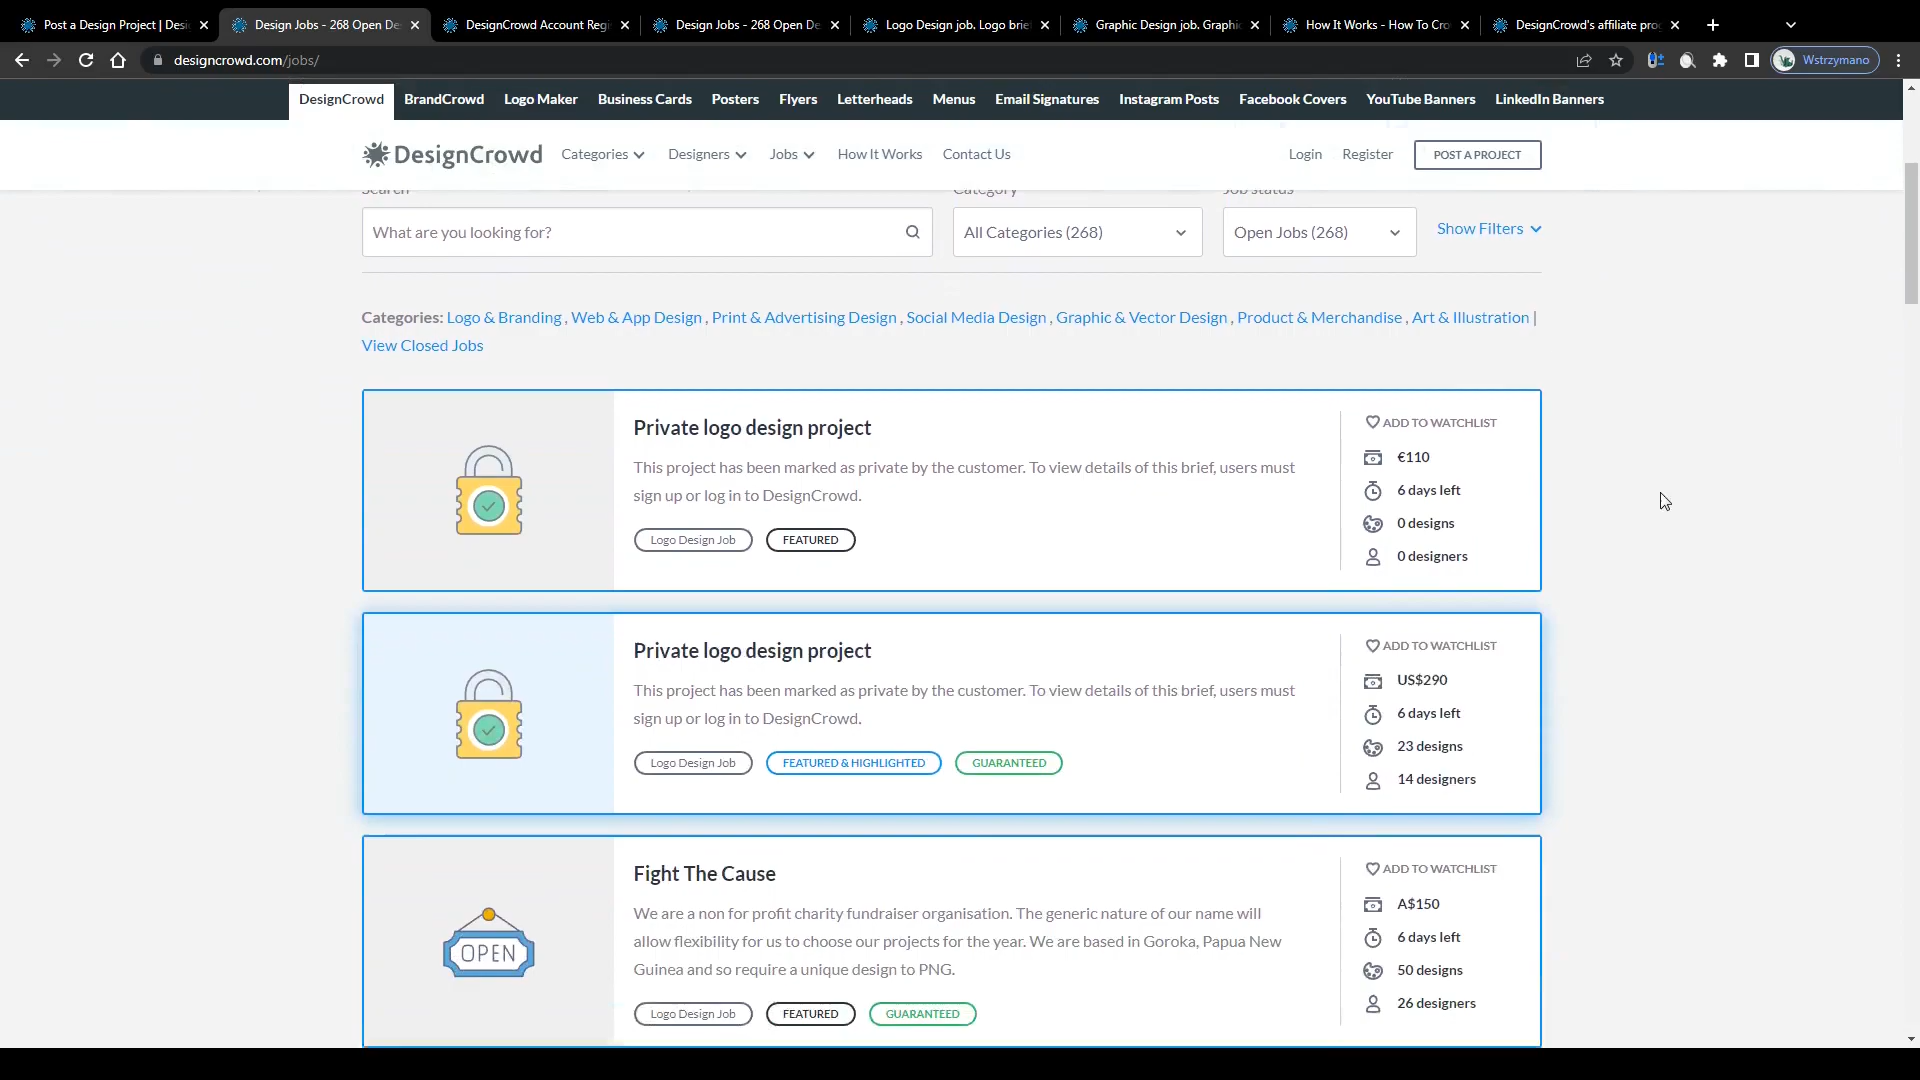 Post a Design Project | Desi
Design Jobs - 268 Open De
DesignCrowd Account Regi
Design Jobs - 268 Open De
Logo Design job. Logo brie
Graphic Design job. Graphic
How It Works - How To Cro
DesignCrowd's affiliate pro
designcrowd.com/jobs/
Wstrzymano
DesignCrowd BrandCrowd Logo Maker Business Cards Posters Flyers Letterheads Menus Email Signatures Instagram Posts Facebook Covers YouTube Banners LinkedIn Banners
DesignCrowd Categories Designers Jobs How It Works Contact Us Login Register POST A PROJECT
Search Category Job status
What are you looking for? All Categories (268) Open Jobs (268) Show Filters
Categories: Logo & Branding , Web & App Design , Print & Advertising Design , Social Media Design , Graphic & Vector Design , Product & Merchandise , Art & Illustration |
View Closed Jobs
Private logo design project
This project has been marked as private by the customer. To view details of this brief, users must
sign up or log in to DesignCrowd.
Logo Design Job FEATURED
ADD TO WATCHLIST
€110
6 days left
0 designs
0 designers
Private logo design project
This project has been marked as private by the customer. To view details of this brief, users must
sign up or log in to DesignCrowd.
Logo Design Job FEATURED & HIGHLIGHTED GUARANTEED
ADD TO WATCHLIST
US$290
6 days left
23 designs
14 designers
OPEN
Fight The Cause
We are a non for profit charity fundraiser organisation. The generic nature of our name will
allow flexibility for us to choose our projects for the year. We are based in Goroka, Papua New
Guinea and so require a unique design to PNG.
Logo Design Job FEATURED GUARANTEED
ADD TO WATCHLIST
A$150
6 days left
50 designs
26 designers